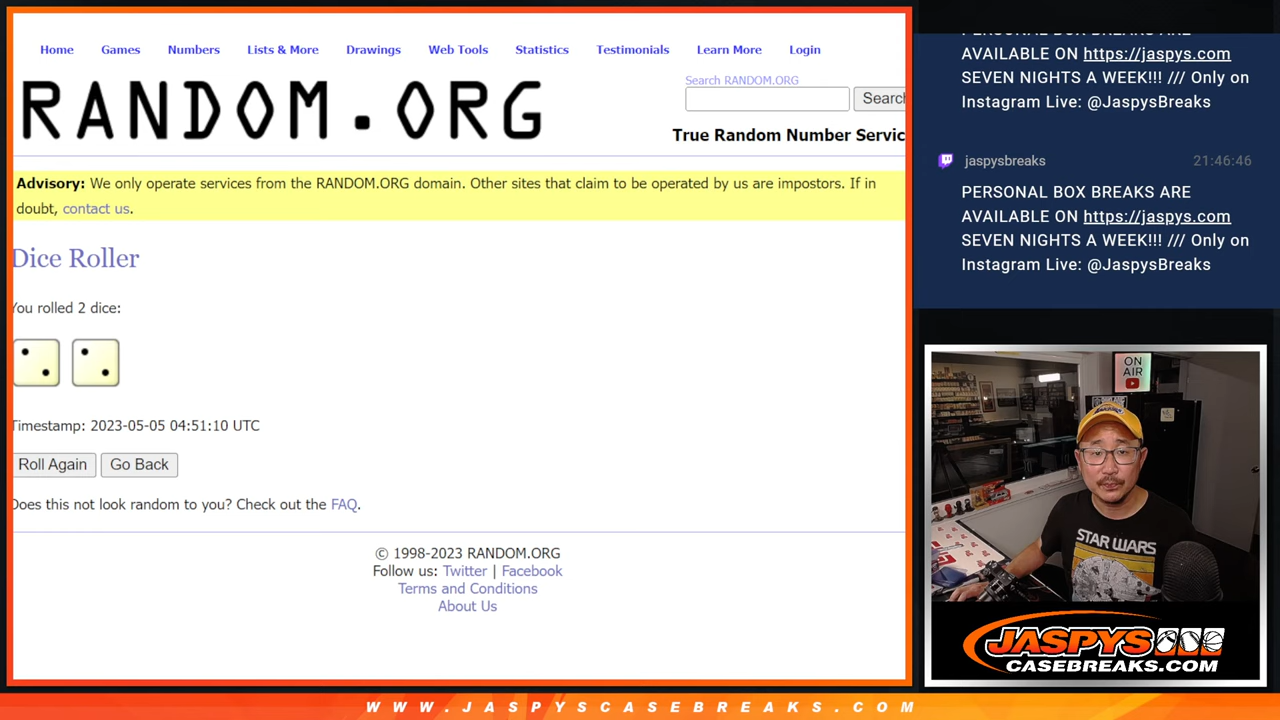 Home Games Numbers Lists & More Drawings Web Tools Statistics Testimonials Learn More Login
RANDOM.ORG
Search RANDOM.ORG
Search
True Random Number Servic
Advisory: We only operate services from the RANDOM.ORG domain. Other sites that claim to be operated by us are impostors. If in
doubt, contact us.
Dice Roller
You rolled 2 dice:
Timestamp: 2023-05-05 04:51:10 UTC
Roll Again Go Back
Does this not look random to you? Check out the FAQ.
© 1998-2023 RANDOM.ORG
Follow us: Twitter | Facebook
Terms and Conditions
About Us
PERSONAL BOX BREAKS ARE
AVAILABLE ON https://jaspys.com
SEVEN NIGHTS A WEEK!!! /// Only on
Instagram Live: @JaspysBreaks
jaspysbreaks 21:46:46
PERSONAL BOX BREAKS ARE
AVAILABLE ON https://jaspys.com
SEVEN NIGHTS A WEEK!!! /// Only on
Instagram Live: @JaspysBreaks
ON
AIR
STAR WARS
JASPYS
CASEBREAKS.COM
WWW.JASPYSCASEBREAKS.COM